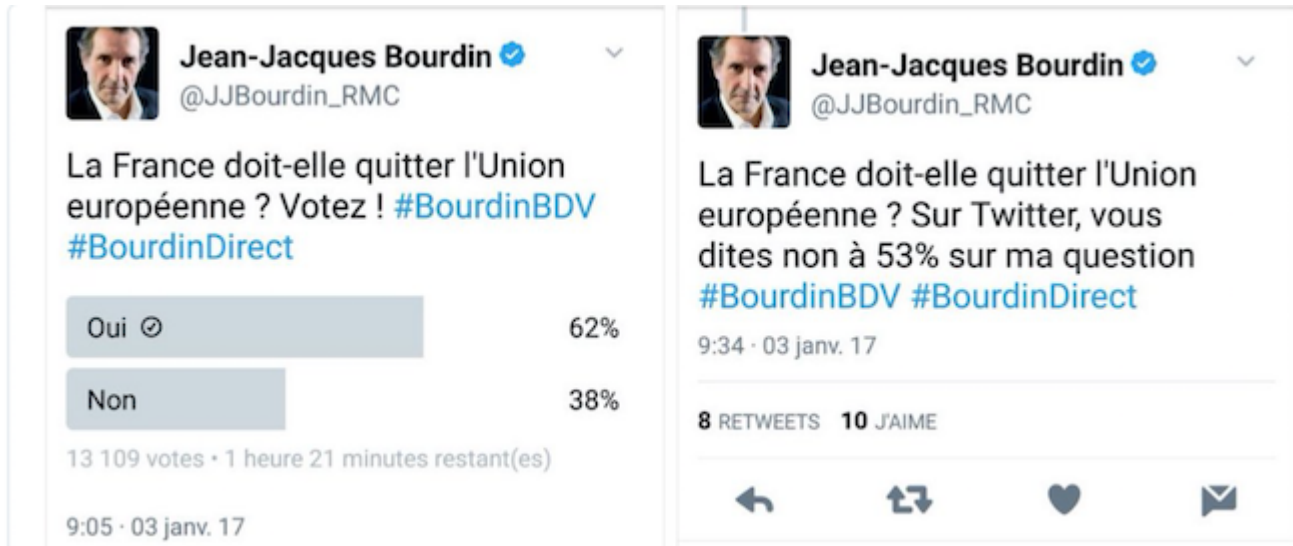 Jean-Jacques Bourdin
@JJBourdin_RMC
La France doit-elle quitter l'Union
européenne ? Votez ! #BourdinBDV
#BourdinDirect
Oui 62%
Non 38%
13 109 votes • 1 heure 21 minutes restant(es)
9:05 · 03 janv. 17
Jean-Jacques Bourdin
@JJBourdin_RMC
La France doit-elle quitter l'Union
européenne ? Sur Twitter, vous
dites non à 53% sur ma question
#BourdinBDV #BourdinDirect
9:34 · 03 janv. 17
8 RETWEETS 10 J'AIME